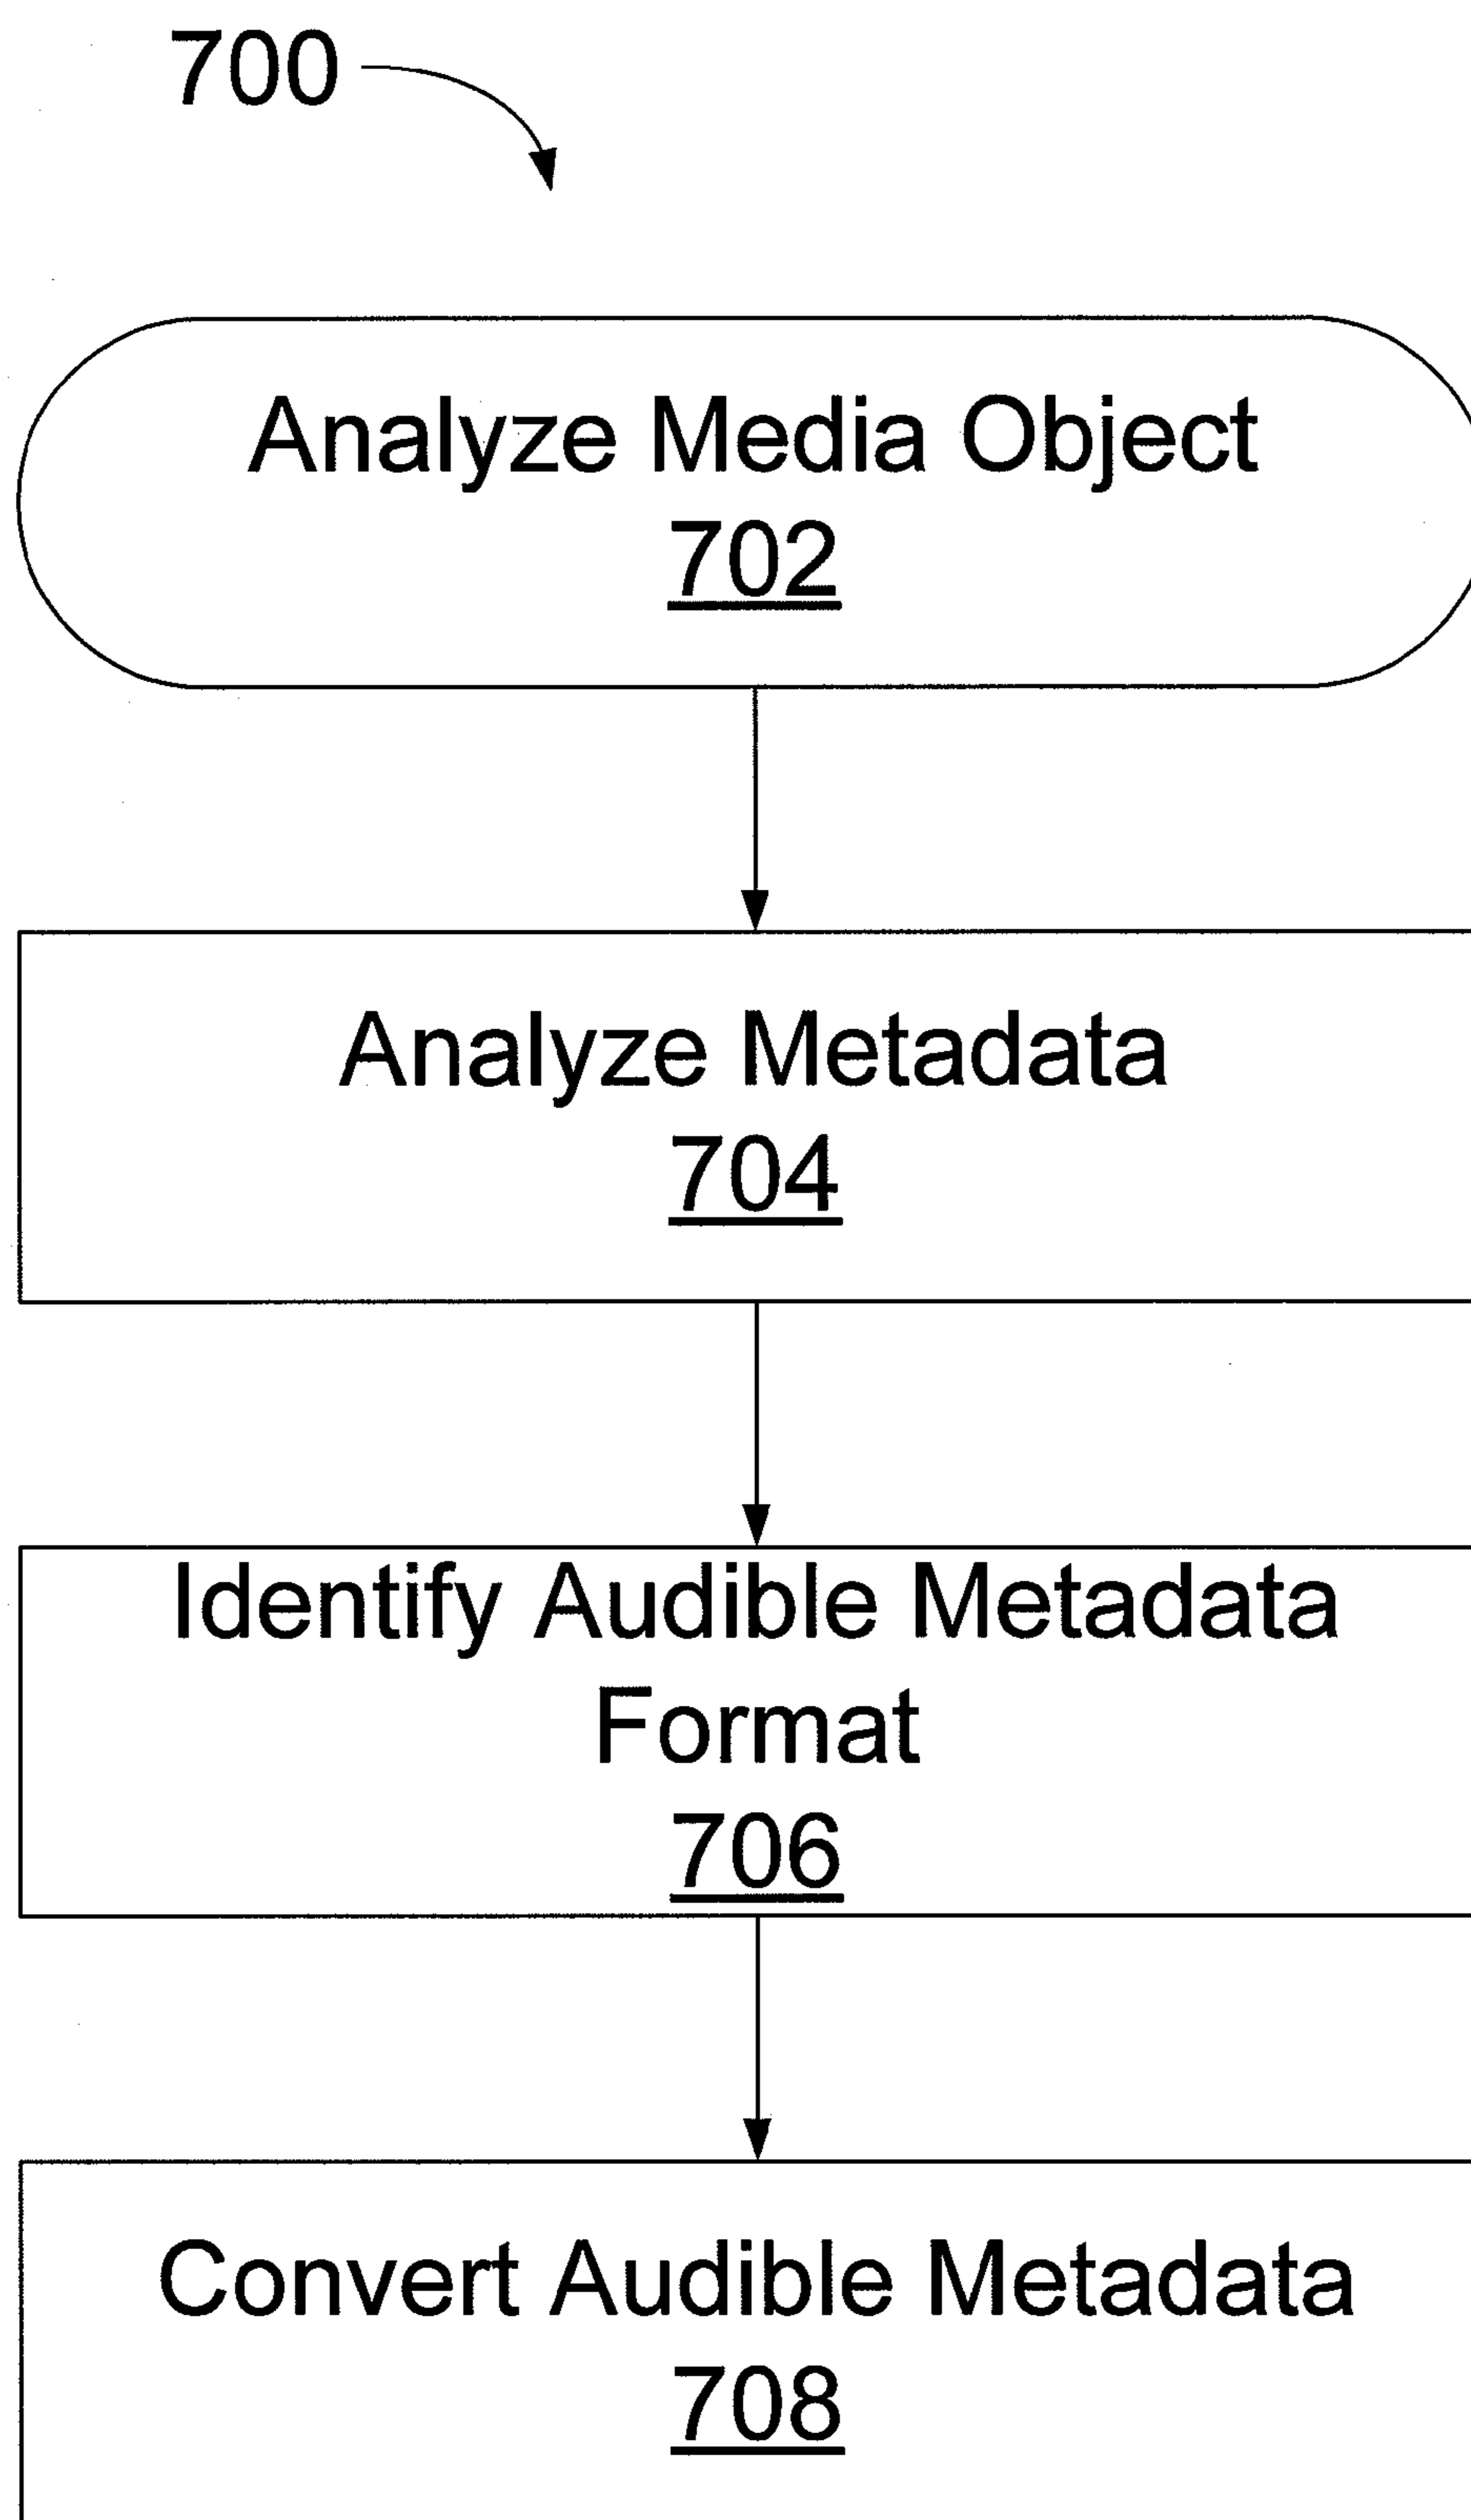 700
Analyze Media Object
702
Analyze Metadata
704
Identify Audible Metadata
Format
706
Convert Audible Metadata
708